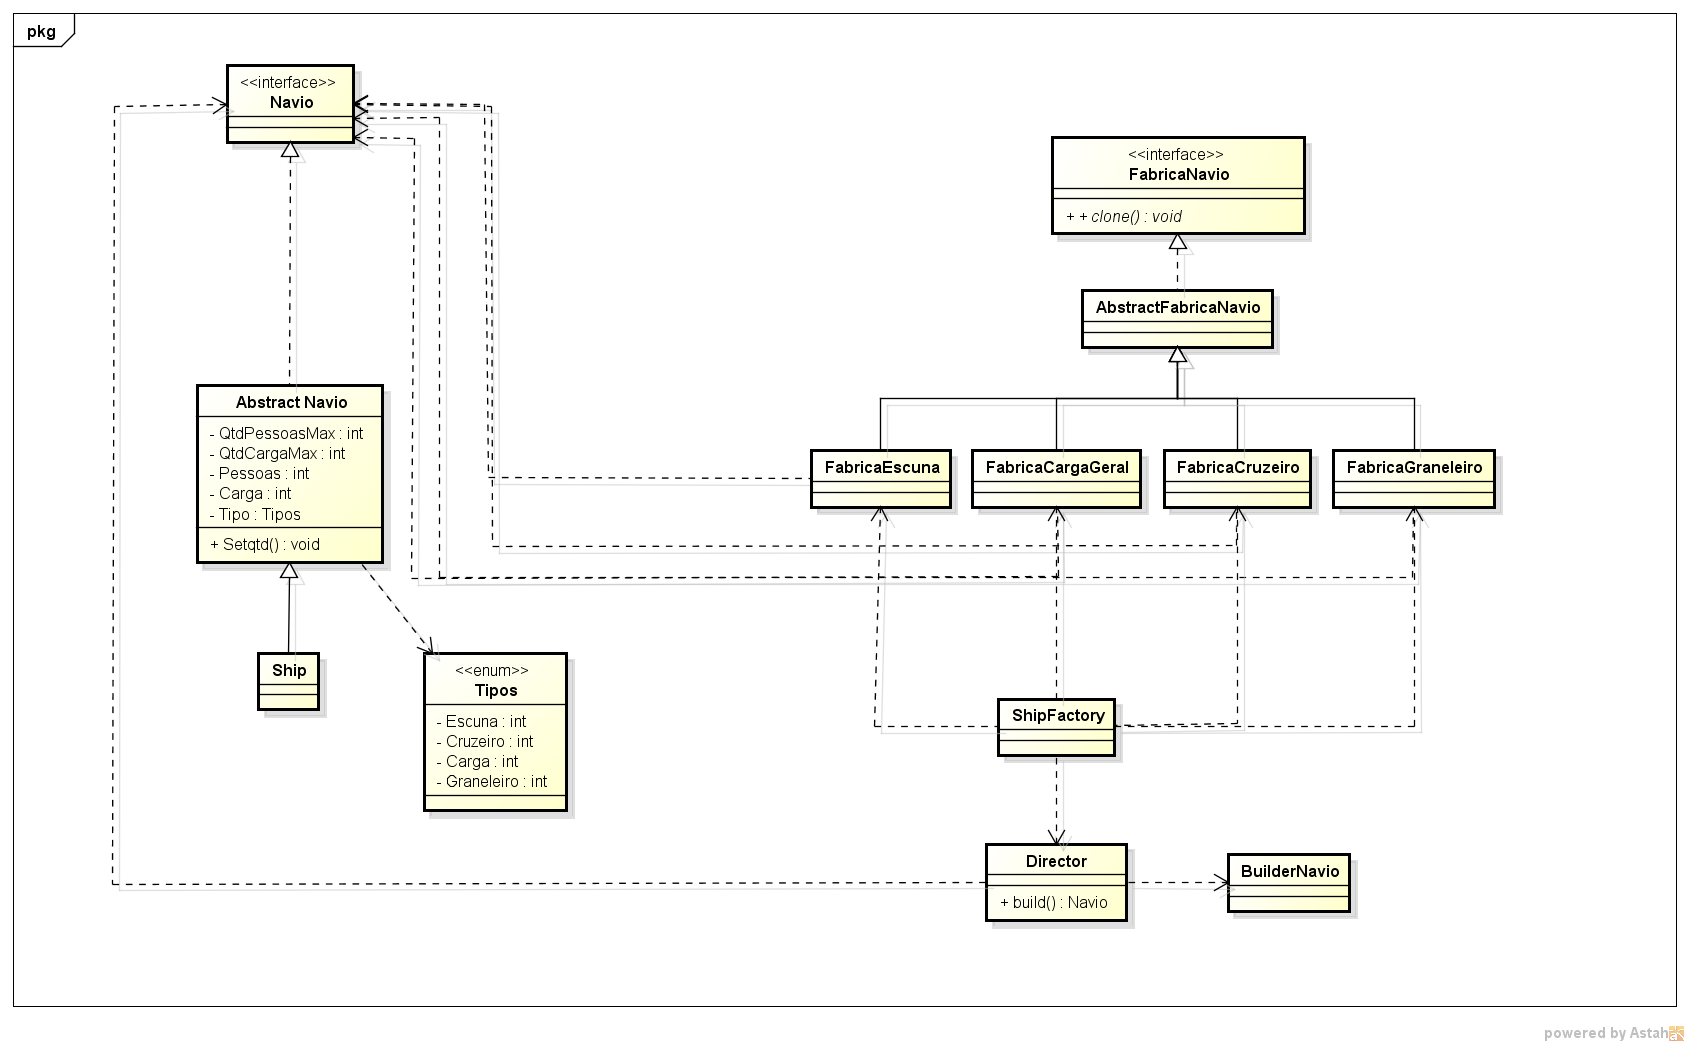 pkg
<<interface>>
Navio
<<interface>>
FabricaNavio
+ + clone() : void
AbstractFabricaNavio
Abstract Navio
- QtdPessoasMax : int
- QtdCargaMax : int
- Pessoas : int
- Carga : int
- Tipo : Tipos
+ Setqtd() : void
FabricaEscuna
FabricaCargaGeral
FabricaCruzeiro
FabricaGraneleiro
Ship
<<enum>>
Tipos
- Escuna : int
- Cruzeiro : int
- Carga : int
- Graneleiro : int
ShipFactory
Director
+ build() : Navio
BuilderNavio
powered by Astah